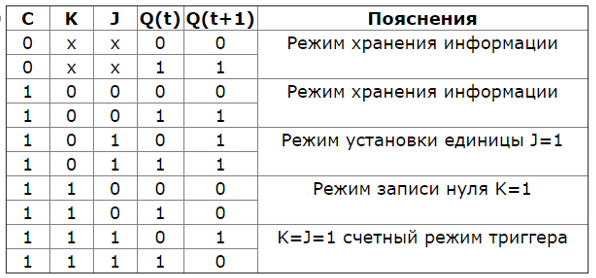 C K J Q(t) Q(t+1) Пояснения
0 x x 0 0 Режим хранения информации
0 x x 1 1
1 0 0 0 0 Режим хранения информации
1 0 0 1 1
1 0 1 0 1 Режим установки единицы J=1
1 0 1 1 1
1 1 0 0 0 Режим записи нуля K=1
1 1 0 1 0
1 1 1 0 1 K=J=1 счетный режим триггера
1 1 1 1 0